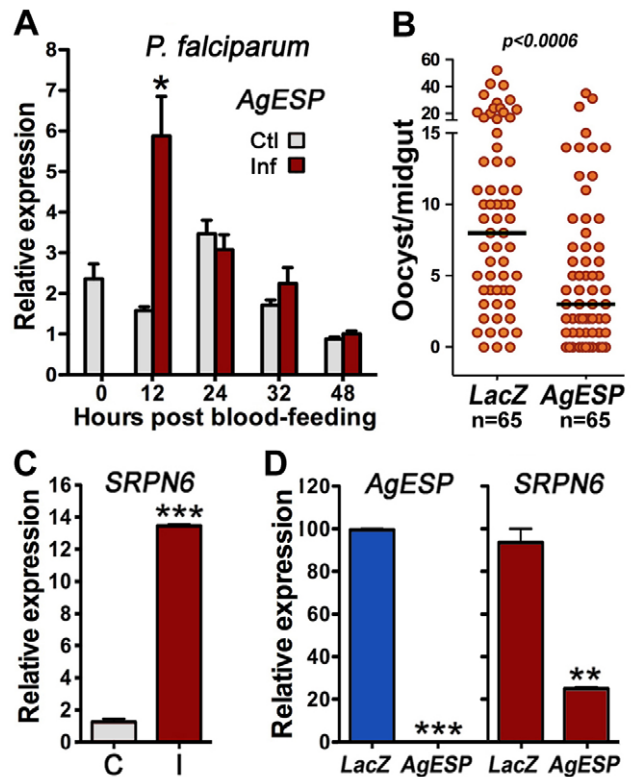 A
P. falciparum
AgESP
Ctl
Inf
*
Relative expression
8
7
6
5
4
3
2
1
0
0 12 24 32 48
Hours post blood-feeding
B
p<0.0006
Oocyst/midgut
60
40
20
15
10
5
0
LacZ AgESP
n=65 n=65
C
SRPN6
***
Relative expression
16
14
12
10
8
6
4
2
0
C I
D
AgESP SRPN6
Relative expression
120
100
80
60
40
20
0
***
**
LacZ AgESP LacZ AgESP